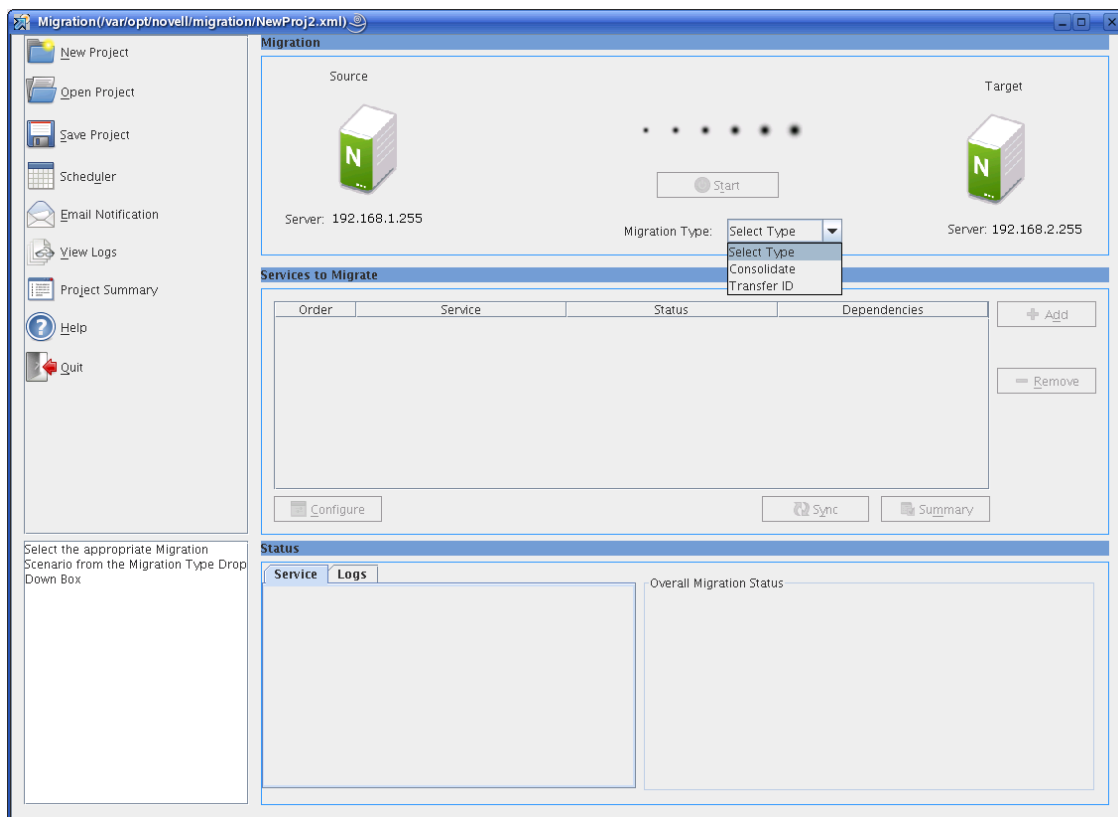 Migration(/var/opt/novell/migration/NewProj2.xml)
New Project
Open Project
Save Project
Scheduler
Email Notification
View Logs
Project Summary
Help
Quit
Select the appropriate Migration
Scenario from the Migration Type Drop
Down Box
Migration
Source
Target
N
N
Start
Server: 192.168.1.255
Migration Type: Select Type
Server: 192.168.2.255
Select Type
Consolidate
Transfer ID
Services to Migrate
Order Service Status Dependencies
Add
Remove
Configure
Sync
Summary
Status
Service Logs
Overall Migration Status